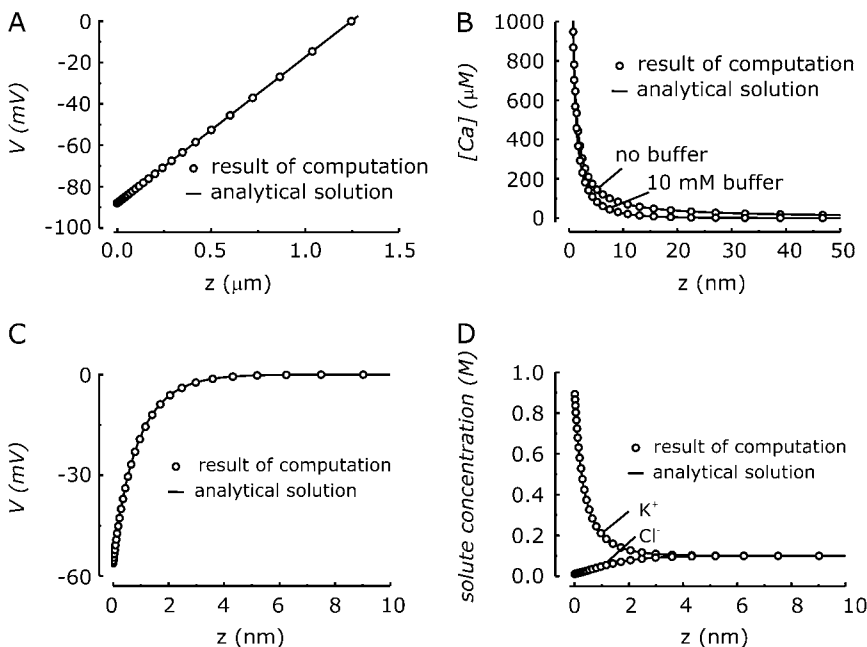 A
0
-20
-40
-60
-80
-100
V (mV)
result of computation
analytical solution
0.0 0.5 1.0 1.5
z (μm)
B
1000
800
600
400
200
0
[Ca] (μM)
result of computation
analytical solution
no buffer
10 mM buffer
0 10 20 30 40 50
z (nm)
C
0
-30
-60
V (mV)
result of computation
analytical solution
0 2 4 6 8 10
z (nm)
D
1.0
0.8
0.6
0.4
0.2
0.0
solute concentration (M)
result of computation
analytical solution
K⁺
Cl⁻
0 2 4 6 8 10
z (nm)